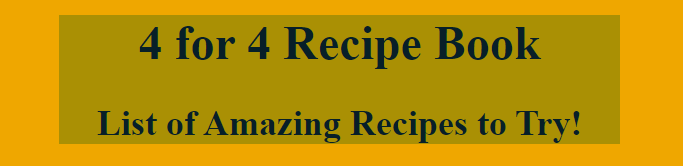 4 for 4 Recipe Book
List of Amazing Recipes to Try!